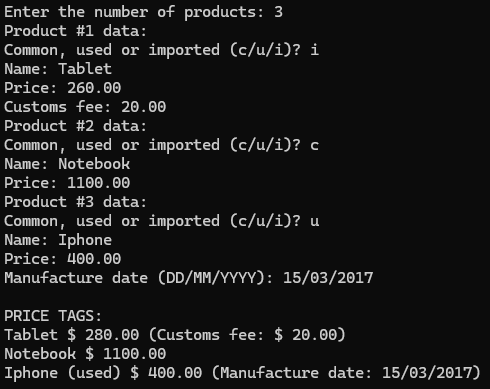 Enter the number of products: 3
Product #1 data:
Common, used or imported (c/u/i)? i
Name: Tablet
Price: 260.00
Customs fee: 20.00
Product #2 data:
Common, used or imported (c/u/i)? c
Name: Notebook
Price: 1100.00
Product #3 data:
Common, used or imported (c/u/i)? u
Name: Iphone
Price: 400.00
Manufacture date (DD/MM/YYYY): 15/03/2017

PRICE TAGS:
Tablet $ 280.00 (Customs fee: $ 20.00)
Notebook $ 1100.00
Iphone (used) $ 400.00 (Manufacture date: 15/03/2017)